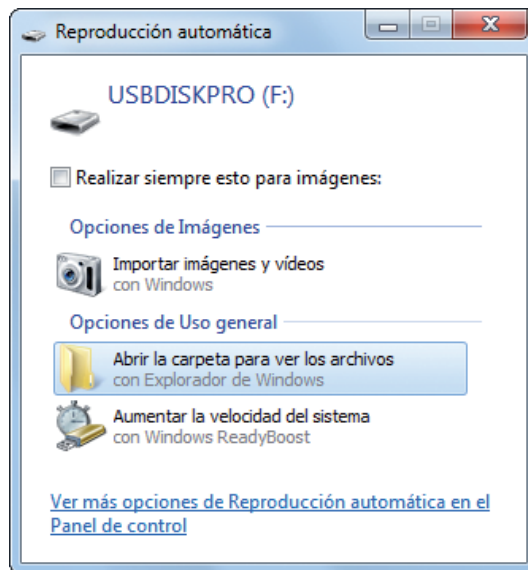 Reproducción automática
USBDISKPRO (F:)
Realizar siempre esto para imágenes:
Opciones de Imágenes
Importar imágenes y vídeos
con Windows
Opciones de Uso general
Abrir la carpeta para ver los archivos
con Explorador de Windows
Aumentar la velocidad del sistema
con Windows ReadyBoost
Ver más opciones de Reproducción automática en el
Panel de control